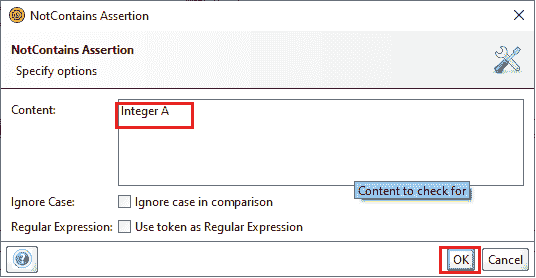 NotContains Assertion
NotContains Assertion
Specify options
Content:
Integer A
Content to check for
Ignore Case:
Ignore case in comparison
Regular Expression:
Use token as Regular Expression
OK
Cancel